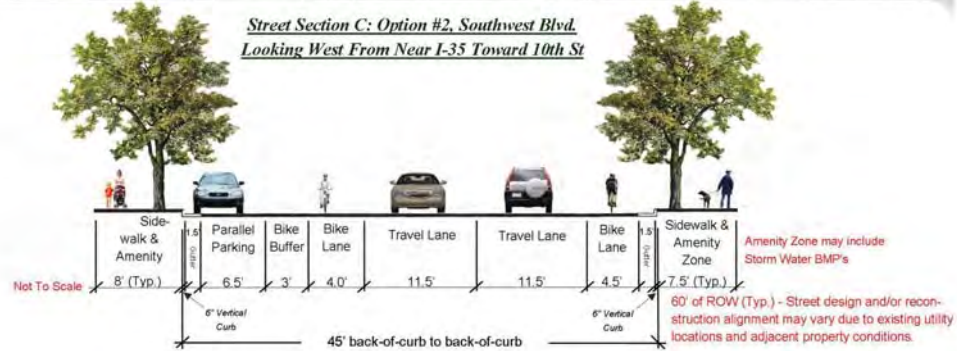 Street Section C: Option #2, Southwest Blvd.
Looking West From Near I-35 Toward 10th St
Side-
walk &
Amenity
1.5'
Gutter
Parallel
Parking
Bike
Buffer
Bike
Lane
Travel Lane
Travel Lane
Bike
Lane
1.5'
Gutter
Sidewalk &
Amenity
Zone
Amenity Zone may include
Storm Water BMP's
Not To Scale
8' (Typ.)
6.5'
3'
4.0'
11.5'
11.5'
4.5'
7.5' (Typ.)
6" Vertical
Curb
6" Vertical
Curb
60' of ROW (Typ.) - Street design and/or recon-
struction alignment may vary due to existing utility
locations and adjacent property conditions.
45' back-of-curb to back-of-curb